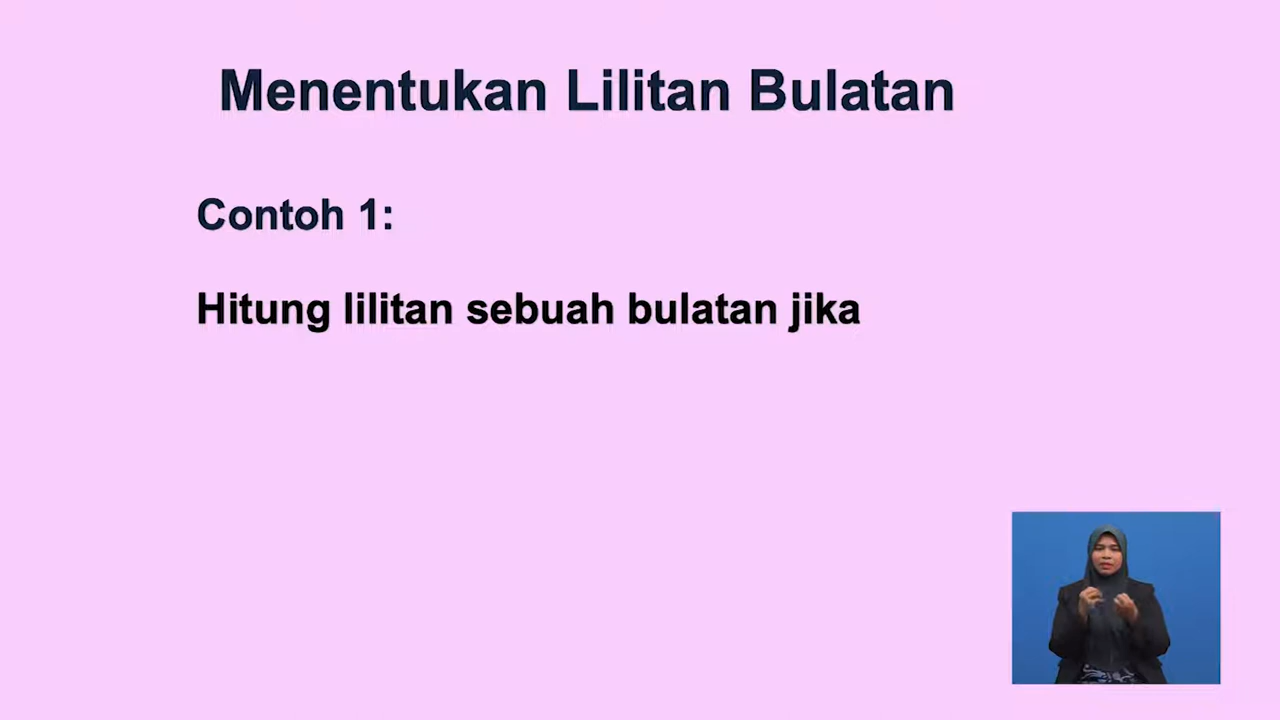 Menentukan Lilitan Bulatan
Contoh 1:
Hitung lilitan sebuah bulatan jika